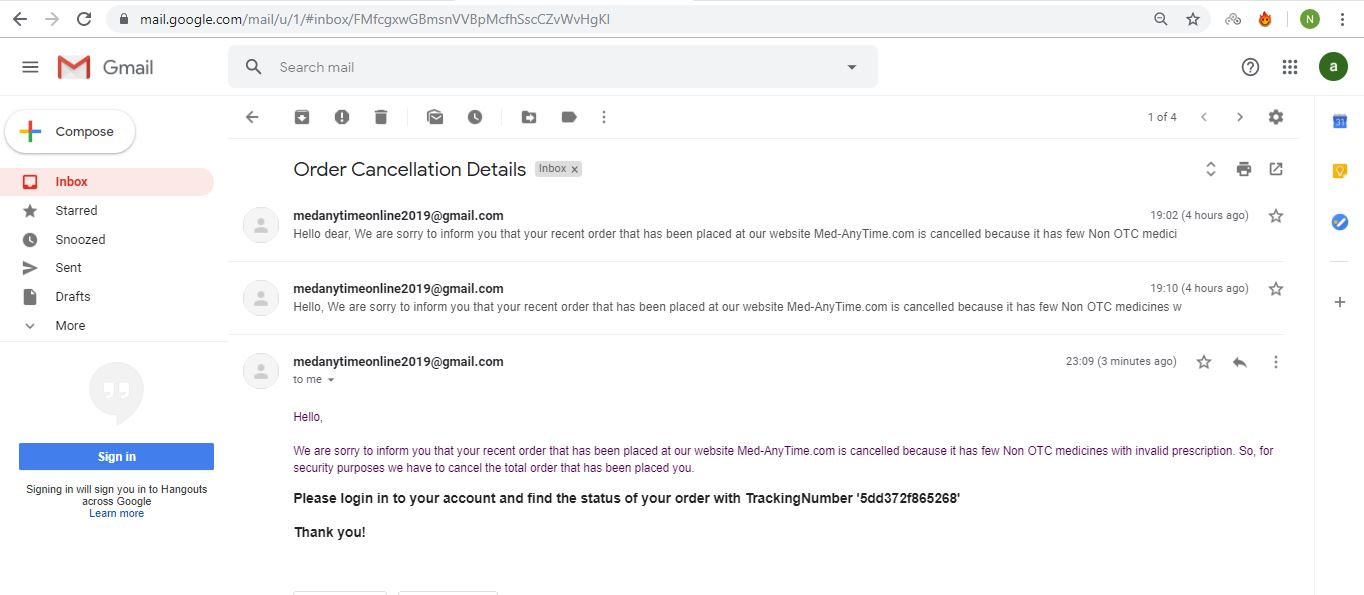 mail.google.com/mail/u/1/#inbox/FMfcgxwGBmsnVVBpMcfhSscCZvWvHgKl
N
Gmail
Search mail
a
Compose
1 of 4
31
Inbox
Starred
Snoozed
Sent
Drafts
More
Sign in
Signing in will sign you in to Hangouts
across Google
Learn more
Order Cancellation Details Inbox x
medanytimeonline2019@gmail.com 19:02 (4 hours ago)
Hello dear, We are sorry to inform you that your recent order that has been placed at our website Med-AnyTime.com is cancelled because it has few Non OTC medici
medanytimeonline2019@gmail.com 19:10 (4 hours ago)
Hello, We are sorry to inform you that your recent order that has been placed at our website Med-AnyTime.com is cancelled because it has few Non OTC medicines w
medanytimeonline2019@gmail.com 23:09 (3 minutes ago)
to me
Hello,
We are sorry to inform you that your recent order that has been placed at our website Med-AnyTime.com is cancelled because it has few Non OTC medicines with invalid prescription. So, for
security purposes we have to cancel the total order that has been placed you.
Please login in to your account and find the status of your order with TrackingNumber '5dd372f865268'
Thank you!